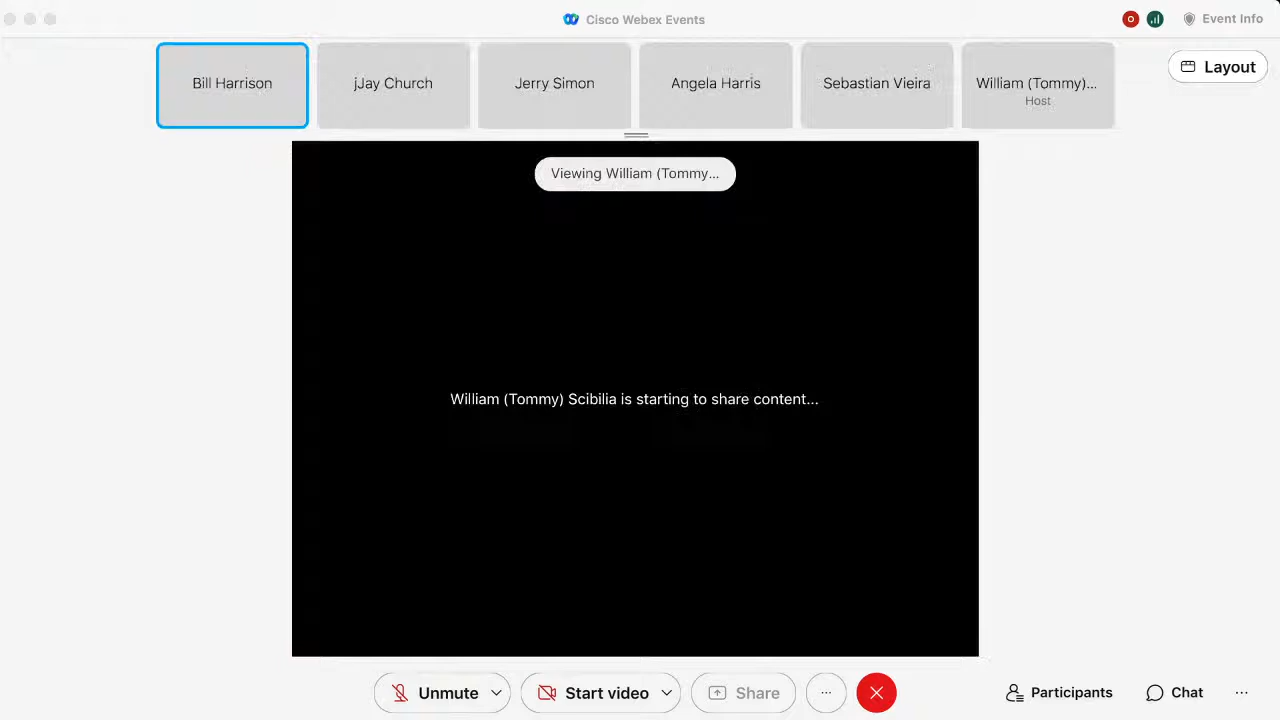 Cisco Webex Events
Event Info
Bill Harrison
jJay Church
Jerry Simon
Angela Harris
Sebastian Vieira
William (Tommy)...
Host
Layout
Viewing William (Tommy...
William (Tommy) Scibilia is starting to share content...
Unmute
Start video
Share
Participants
Chat